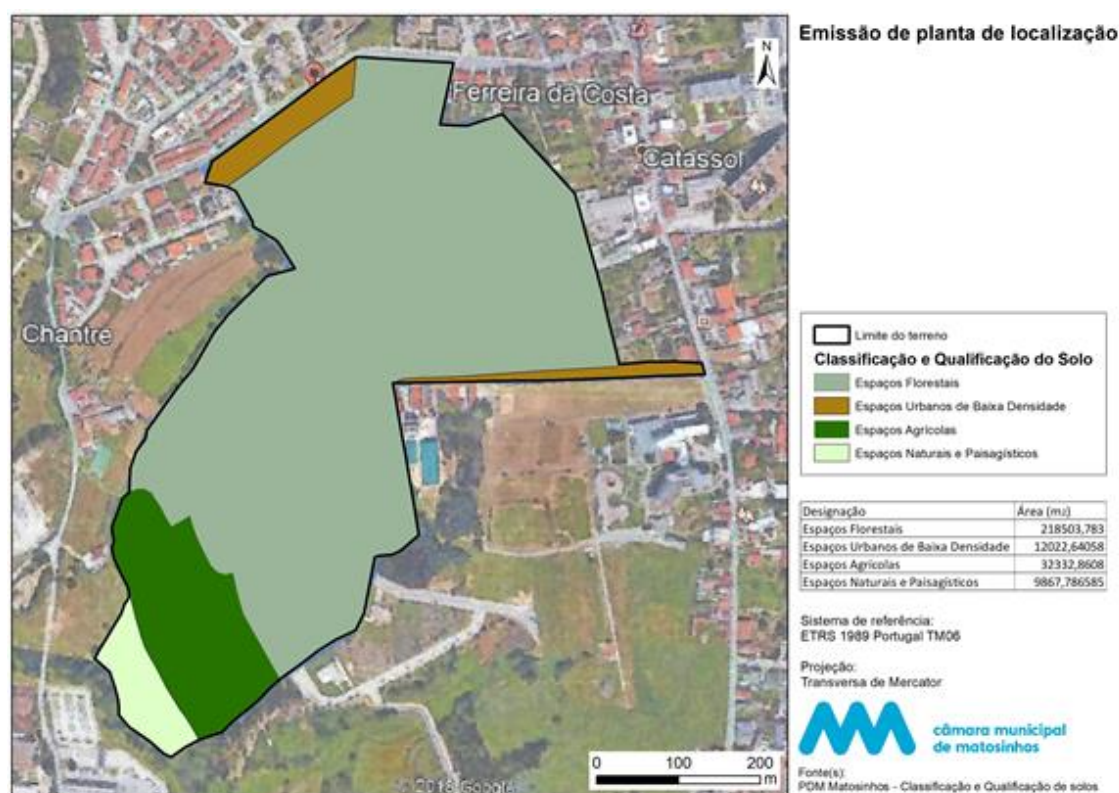 Emissão de planta de localização
N
Ferreira da Costa
Catassol
Chantre
Limite do terreno
Classificação e Qualificação do Solo
Espaços Florestais
Espaços Urbanos de Baixa Densidade
Espaços Agrícolas
Espaços Naturais e Paisagísticos
Designação Área (m2)
Espaços Florestais 218503,783
Espaços Urbanos de Baixa Densidade 12022,64058
Espaços Agrícolas 32332,8608
Espaços Naturais e Paisagísticos 9867,786585
Sistema de referência:
ETRS 1989 Portugal TM06
Projeção:
Transversa de Mercator
câmara municipal
de matosinhos
Fonte(s):
PDM Matosinhos - Classificação e Qualificação de solos
0 100 200
m
© 2018 Google